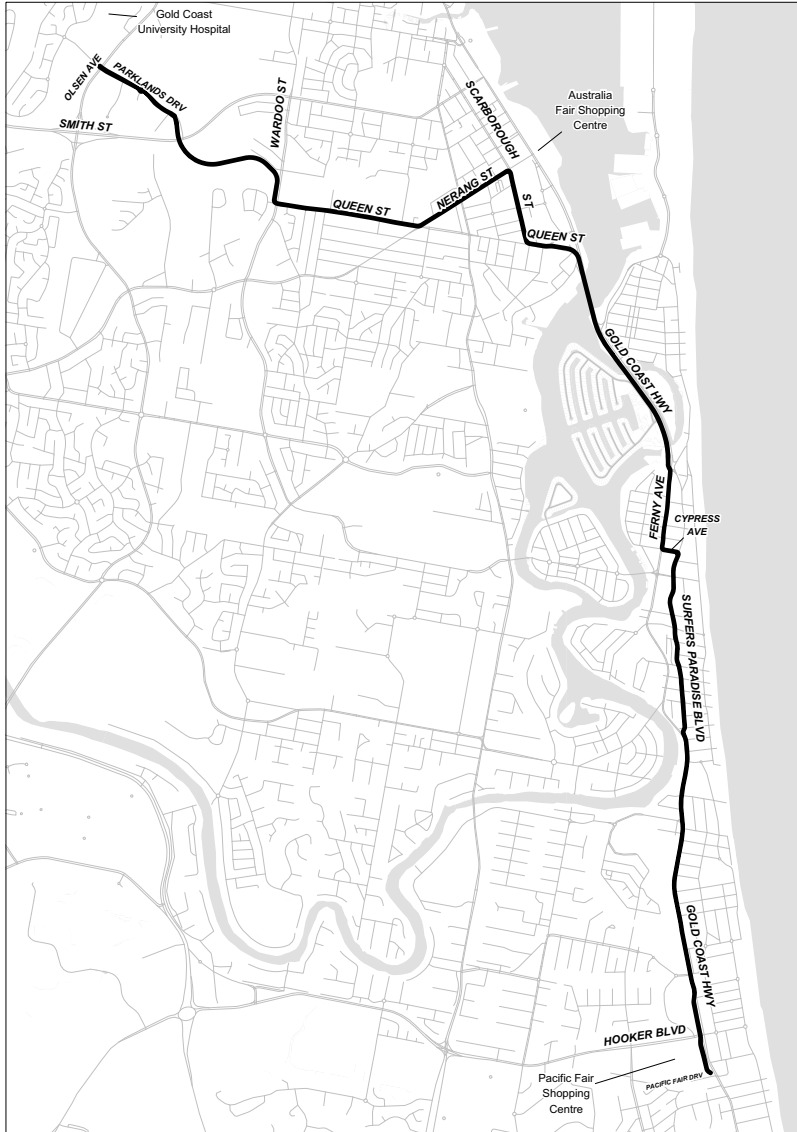 Gold Coast
University Hospital
OLSEN AVE
PARKLANDS DRV
SMITH ST
WARDOO ST
SCARBOROUGH
ST
Australia
Fair Shopping
Centre
QUEEN ST
NERANG ST
QUEEN ST
GOLD COAST HWY
FERNY AVE
CYPRESS
AVE
SURFERS PARADISE BLVD
GOLD COAST HWY
HOOKER BLVD
Pacific Fair
Shopping
Centre
PACIFIC FAIR DRV